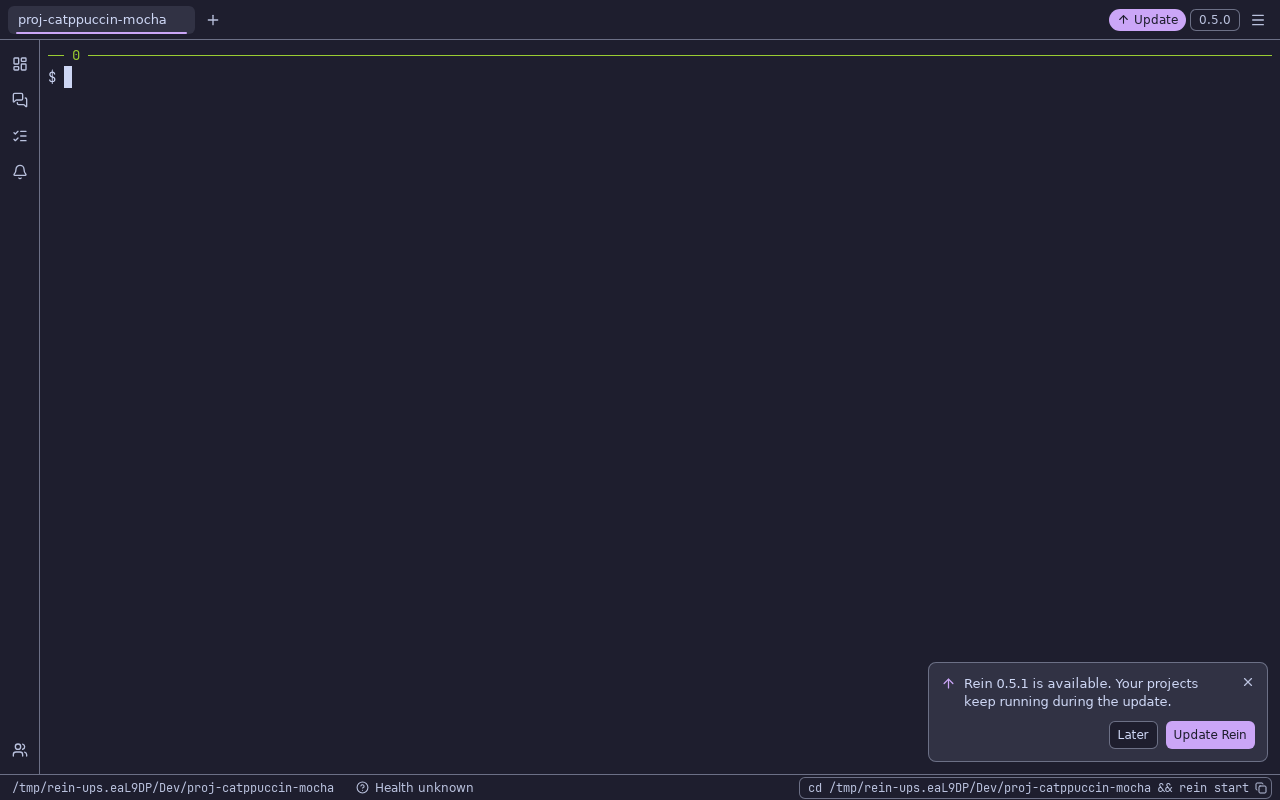 proj-catppuccin-mocha
Update
0.5.0
0
$
Rein 0.5.1 is available. Your projects
keep running during the update.
Later
Update Rein
/tmp/rein-ups.eaL9DP/Dev/proj-catppuccin-mocha
Health unknown
cd /tmp/rein-ups.eaL9DP/Dev/proj-catppuccin-mocha && rein start